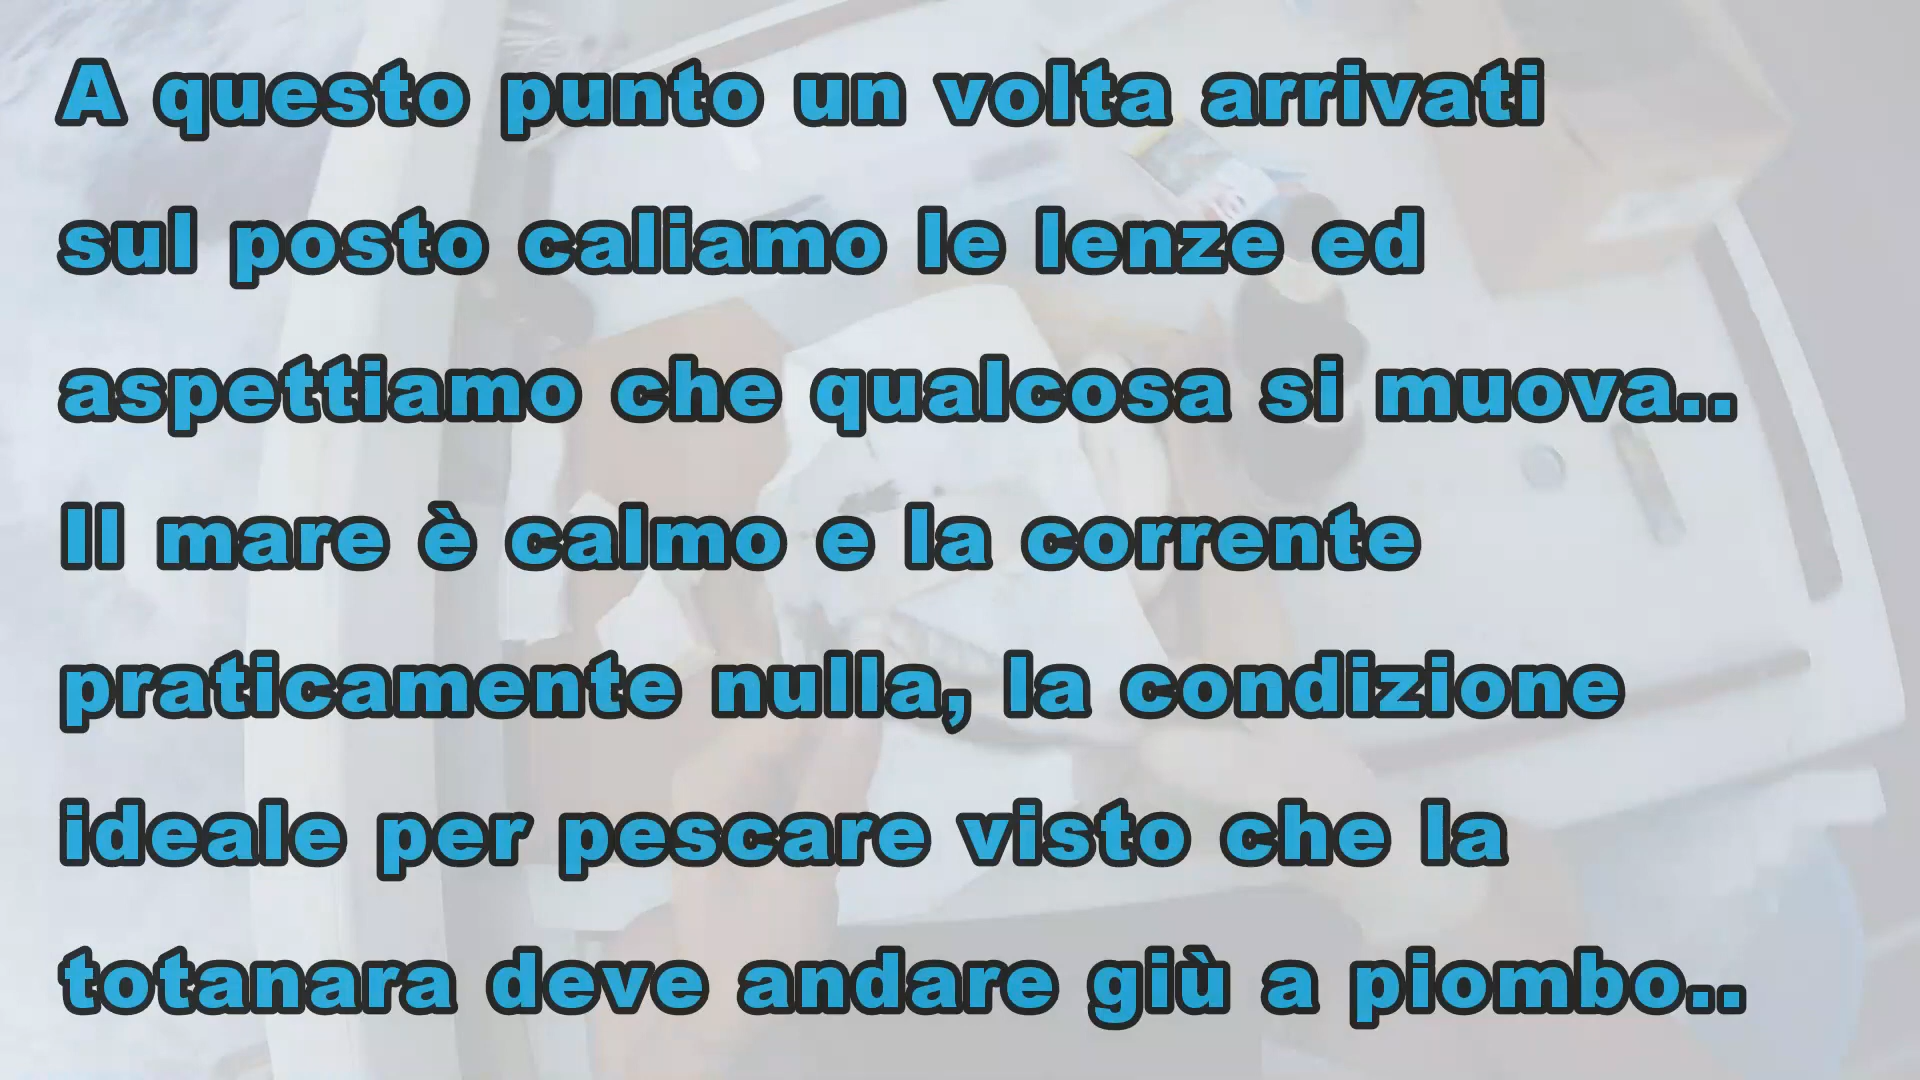 A questo punto un volta arrivati
sul posto caliamo le lenze ed
aspettiamo che qualcosa si muova..
Il mare è calmo e la corrente
praticamente nulla, la condizione
ideale per pescare visto che la
totanara deve andare giù a piombo..